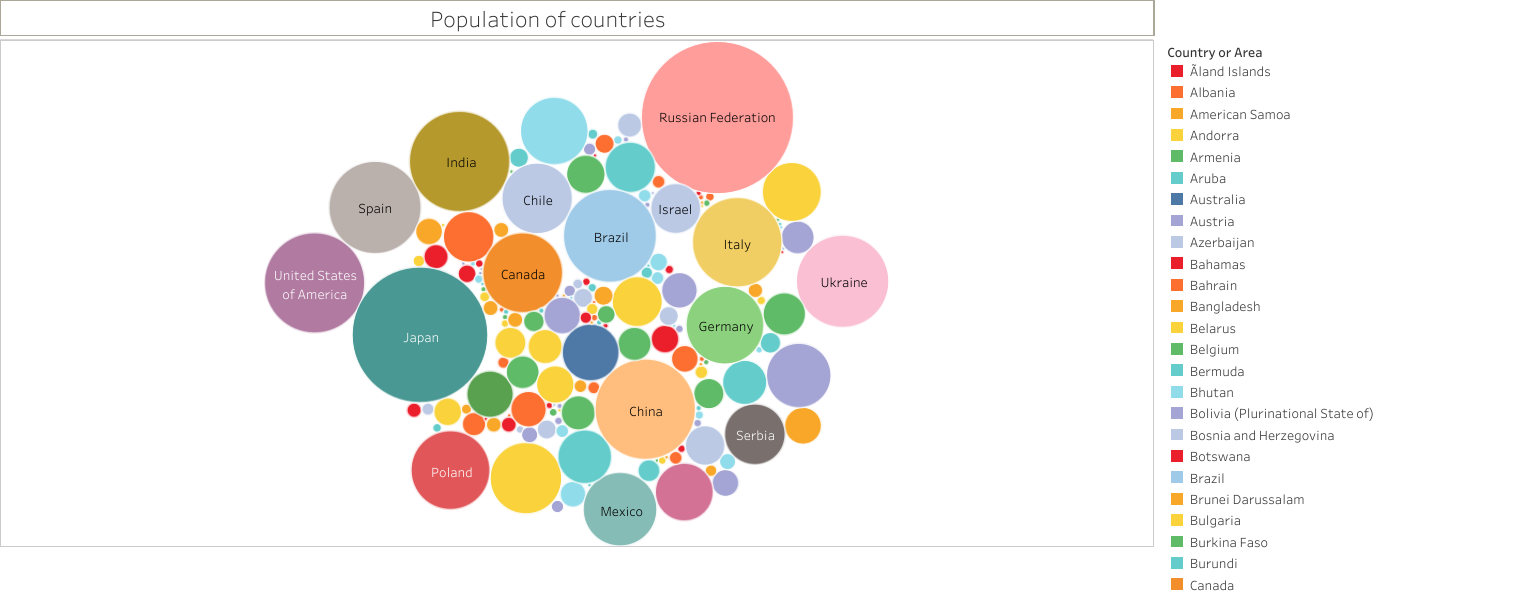 Population of countries
Russian Federation
India
Chile
Spain
Israel
Brazil
Italy
Canada
United States
of America
Ukraine
Germany
Japan
China
Serbia
Poland
Mexico
Country or Area
Ãland Islands
Albania
American Samoa
Andorra
Armenia
Aruba
Australia
Austria
Azerbaijan
Bahamas
Bahrain
Bangladesh
Belarus
Belgium
Bermuda
Bhutan
Bolivia (Plurinational State of)
Bosnia and Herzegovina
Botswana
Brazil
Brunei Darussalam
Bulgaria
Burkina Faso
Burundi
Canada